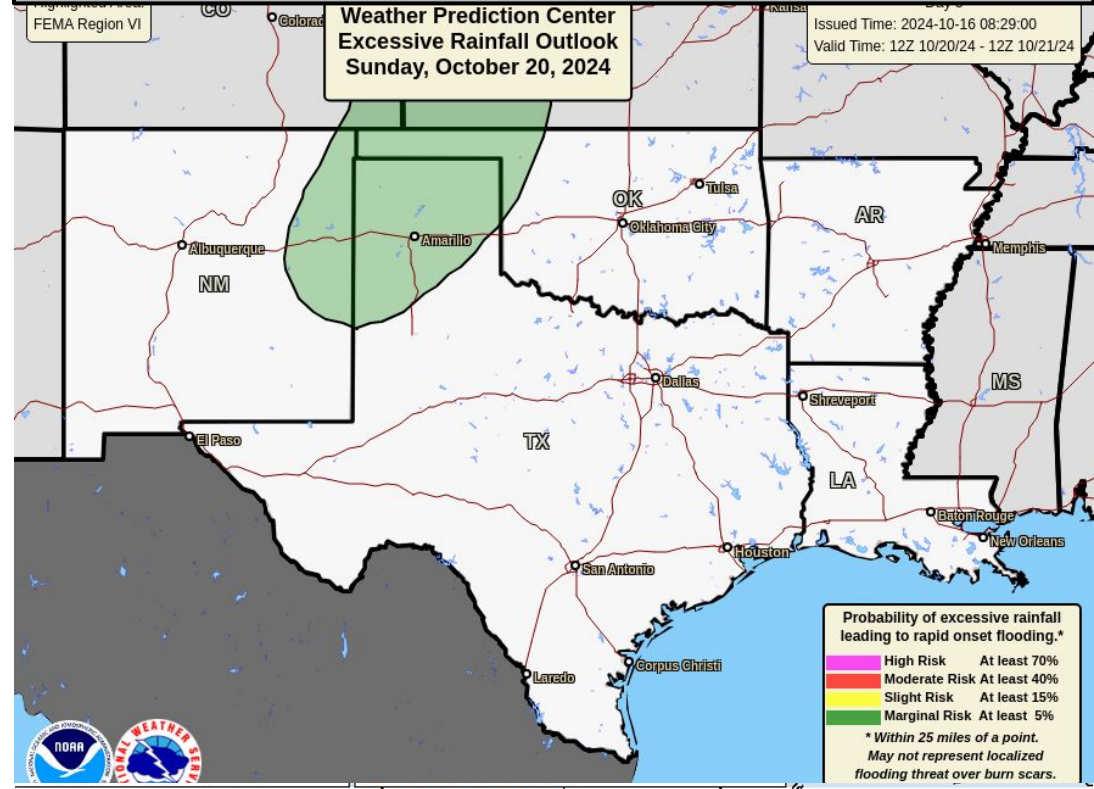 CO
FEMA Region VI
Weather Prediction Center
Excessive Rainfall Outlook
Sunday, October 20, 2024
Issued Time: 2024-10-16 08:29:00
Valid Time: 12Z 10/20/24 - 12Z 10/21/24
Tulsa
OK
Oklahoma City
AR
Amarillo
Albuquerque
Memphis
NM
Dallas
MS
Shreveport
El Paso
TX
LA
Baton Rouge
New Orleans
Houston
San Antonio
Corpus Christi
Laredo
Probability of excessive rainfall
leading to rapid onset flooding.*
High Risk At least 70%
Moderate Risk At least 40%
Slight Risk At least 15%
Marginal Risk At least 5%
* Within 25 miles of a point.
May not represent localized
flooding threat over burn scars.
NOAA